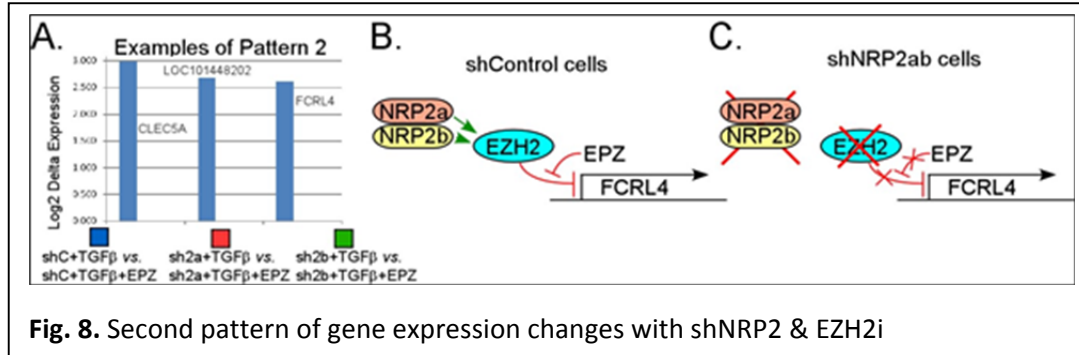 A.
Examples of Pattern 2
Log2 Delta Expression
3.000
2.500
2.000
1.500
1.000
0.500
0.000
LOC101448202
FCRL4
CLEC5A
shC+TGFβ vs.
shC+TGFβ+EPZ
sh2a+TGFβ vs.
sh2a+TGFβ+EPZ
sh2b+TGFβ vs.
sh2b+TGFβ+EPZ
B.
shControl cells
NRP2a
NRP2b
EZH2
EPZ
FCRL4
C.
shNRP2ab cells
NRP2a
NRP2b
EZH2
EPZ
FCRL4
Fig. 8. Second pattern of gene expression changes with shNRP2 & EZH2i